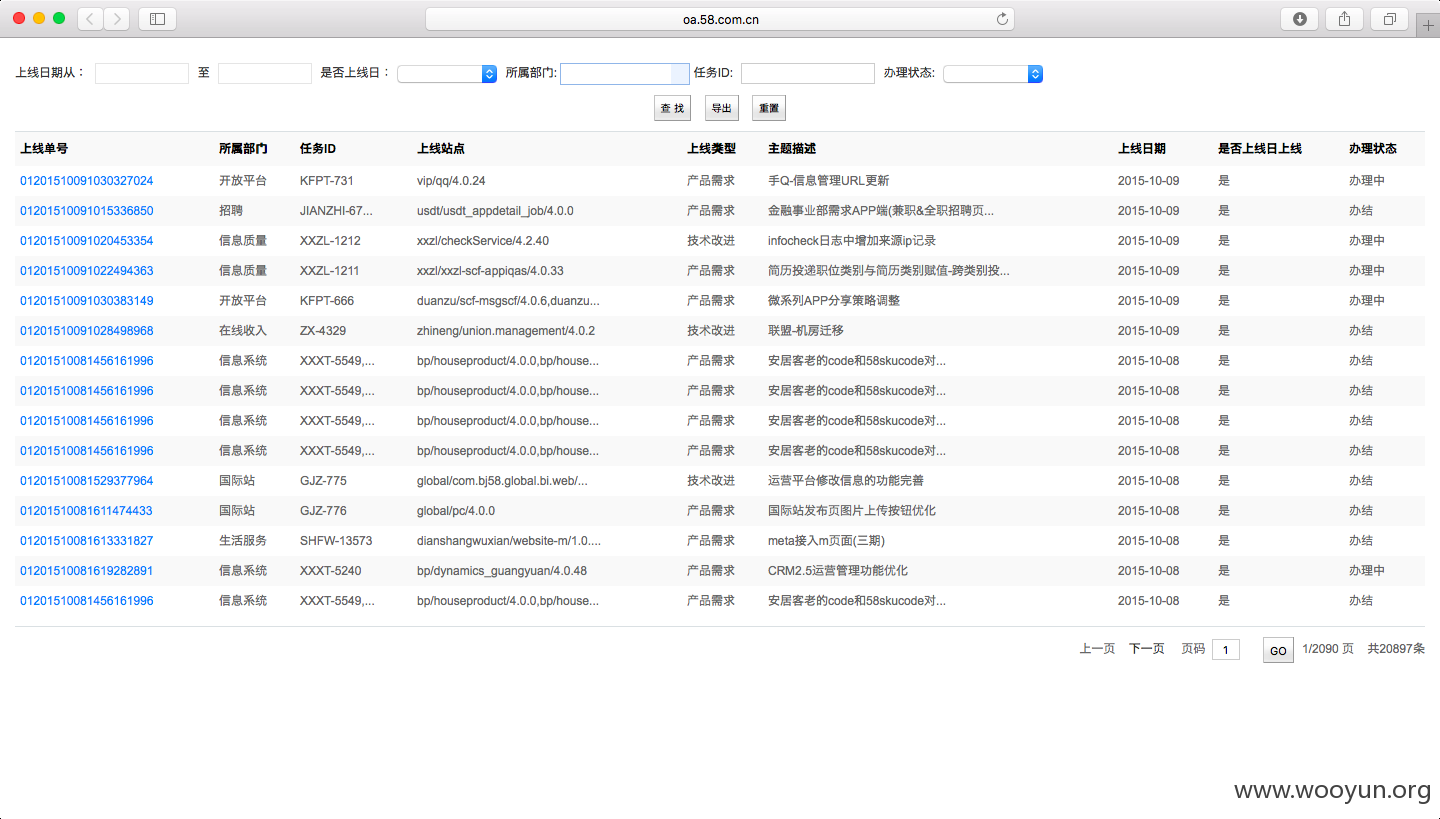 oa.58.com.cn
上线日期从： 至 是否上线日： 所属部门: 任务ID: 办理状态:
查 找 导出 重置
上线单号 所属部门 任务ID 上线站点 上线类型 主题描述 上线日期 是否上线日上线 办理状态
01201510091030327024 开放平台 KFPT-731 vip/qq/4.0.24 产品需求 手Q-信息管理URL更新 2015-10-09 是 办理中
01201510091015336850 招聘 JIANZHI-67... usdt/usdt_appdetail_job/4.0.0 产品需求 金融事业部需求APP端(兼职&全职招聘页... 2015-10-09 是 办结
01201510091020453354 信息质量 XXZL-1212 xxzl/checkService/4.2.40 技术改进 infocheck日志中增加来源ip记录 2015-10-09 是 办理中
01201510091022494363 信息质量 XXZL-1211 xxzl/xxzl-scf-appiqas/4.0.33 产品需求 简历投递职位类别与简历类别赋值-跨类别投... 2015-10-09 是 办理中
01201510091030383149 开放平台 KFPT-666 duanzu/scf-msgscf/4.0.6,duanzu... 产品需求 微系列APP分享策略调整 2015-10-09 是 办理中
01201510091028498968 在线收入 ZX-4329 zhineng/union.management/4.0.2 技术改进 联盟-机房迁移 2015-10-09 是 办结
01201510081456161996 信息系统 XXXT-5549,... bp/houseproduct/4.0.0,bp/house... 产品需求 安居客老的code和58skucode对... 2015-10-08 是 办结
01201510081456161996 信息系统 XXXT-5549,... bp/houseproduct/4.0.0,bp/house... 产品需求 安居客老的code和58skucode对... 2015-10-08 是 办结
01201510081456161996 信息系统 XXXT-5549,... bp/houseproduct/4.0.0,bp/house... 产品需求 安居客老的code和58skucode对... 2015-10-08 是 办结
01201510081456161996 信息系统 XXXT-5549,... bp/houseproduct/4.0.0,bp/house... 产品需求 安居客老的code和58skucode对... 2015-10-08 是 办结
01201510081529377964 国际站 GJZ-775 global/com.bj58.global.bi.web/... 技术改进 运营平台修改信息的功能完善 2015-10-08 是 办结
01201510081611474433 国际站 GJZ-776 global/pc/4.0.0 产品需求 国际站发布页图片上传按钮优化 2015-10-08 是 办结
01201510081613331827 生活服务 SHFW-13573 dianshangwuxian/website-m/1.0.... 产品需求 meta接入m页面(三期) 2015-10-08 是 办结
01201510081619282891 信息系统 XXXT-5240 bp/dynamics_guangyuan/4.0.48 产品需求 CRM2.5运营管理功能优化 2015-10-08 是 办理中
01201510081456161996 信息系统 XXXT-5549,... bp/houseproduct/4.0.0,bp/house... 产品需求 安居客老的code和58skucode对... 2015-10-08 是 办结
上一页 下一页 页码 1 GO 1/2090 页 共20897条
www.wooyun.org